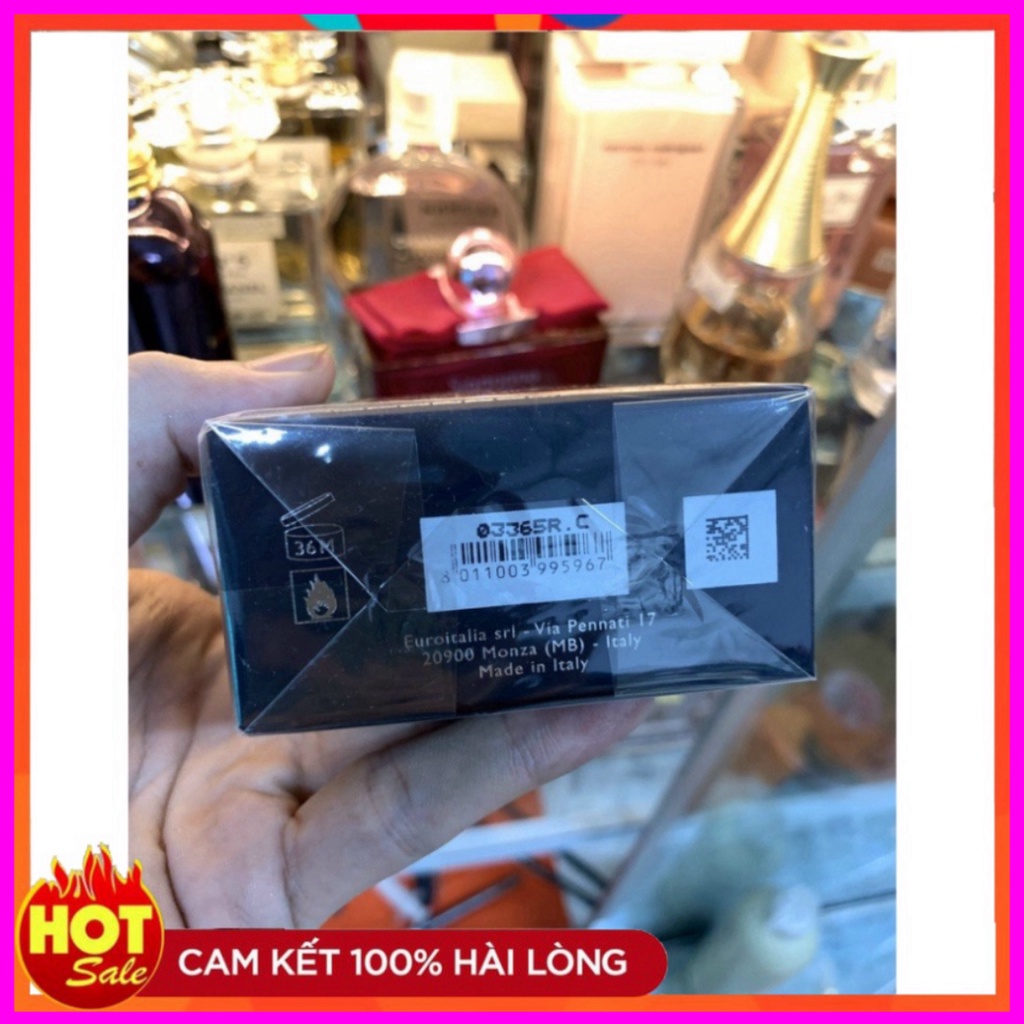 36M
03365R.C
8 011003 995967
Euroitalia srl - Via Pennati 17
20900 Monza (MB) - Italy
Made in Italy
HOT
Sale
CAM KẾT 100% HÀI LÒNG